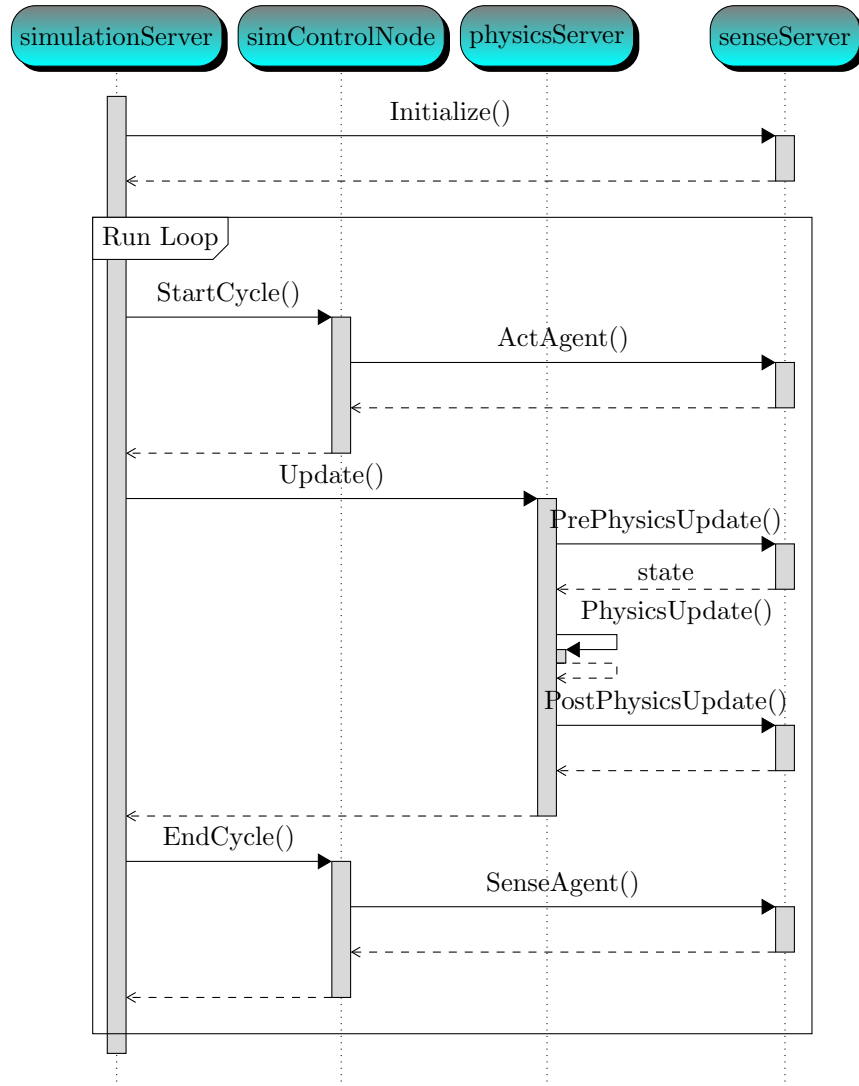 simulationServer
simControlNode
physicsServer
senseServer
Initialize()
Run Loop
StartCycle()
ActAgent()
Update()
PrePhysicsUpdate()
state
PhysicsUpdate()
PostPhysicsUpdate()
EndCycle()
SenseAgent()